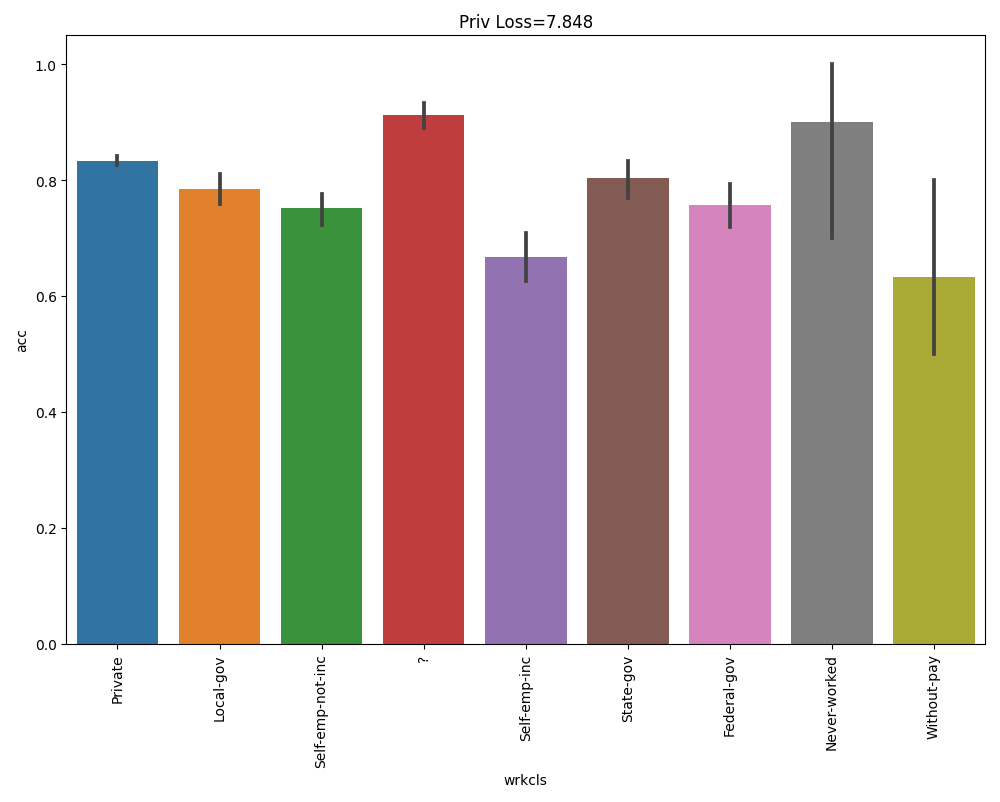 Priv Loss=7.848
1.0
0.8
0.6
0.4
0.2
0.0
acc
Private
Local-gov
Self-emp-not-inc
?
Self-emp-inc
State-gov
Federal-gov
Never-worked
Without-pay
wrkcls